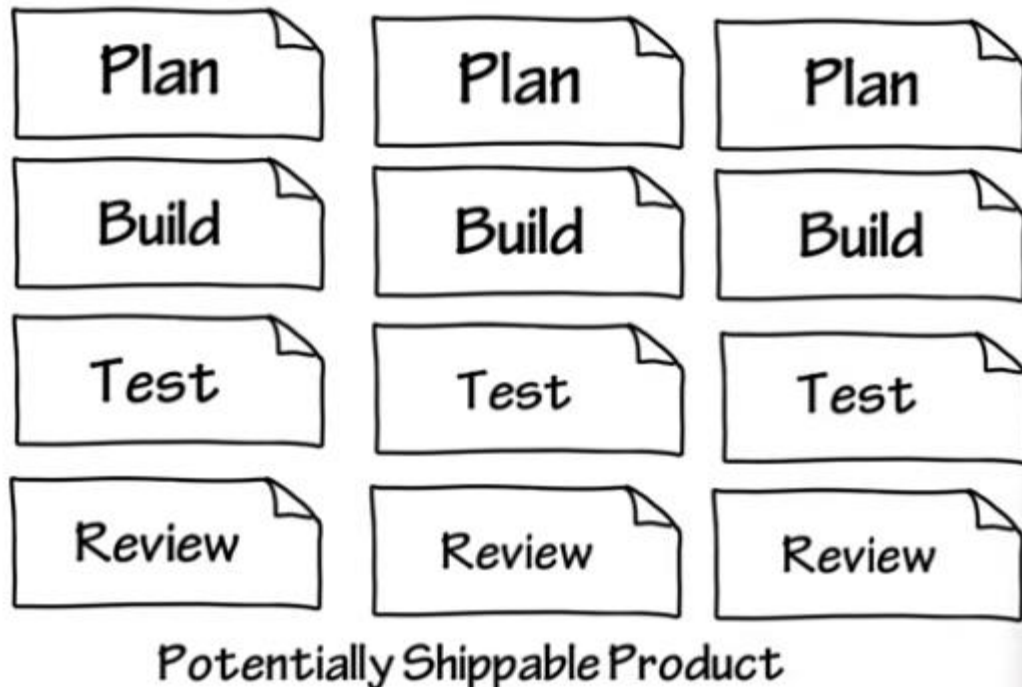 Plan Plan Plan
Build Build Build
Test Test Test
Review Review Review
Potentially Shippable Product